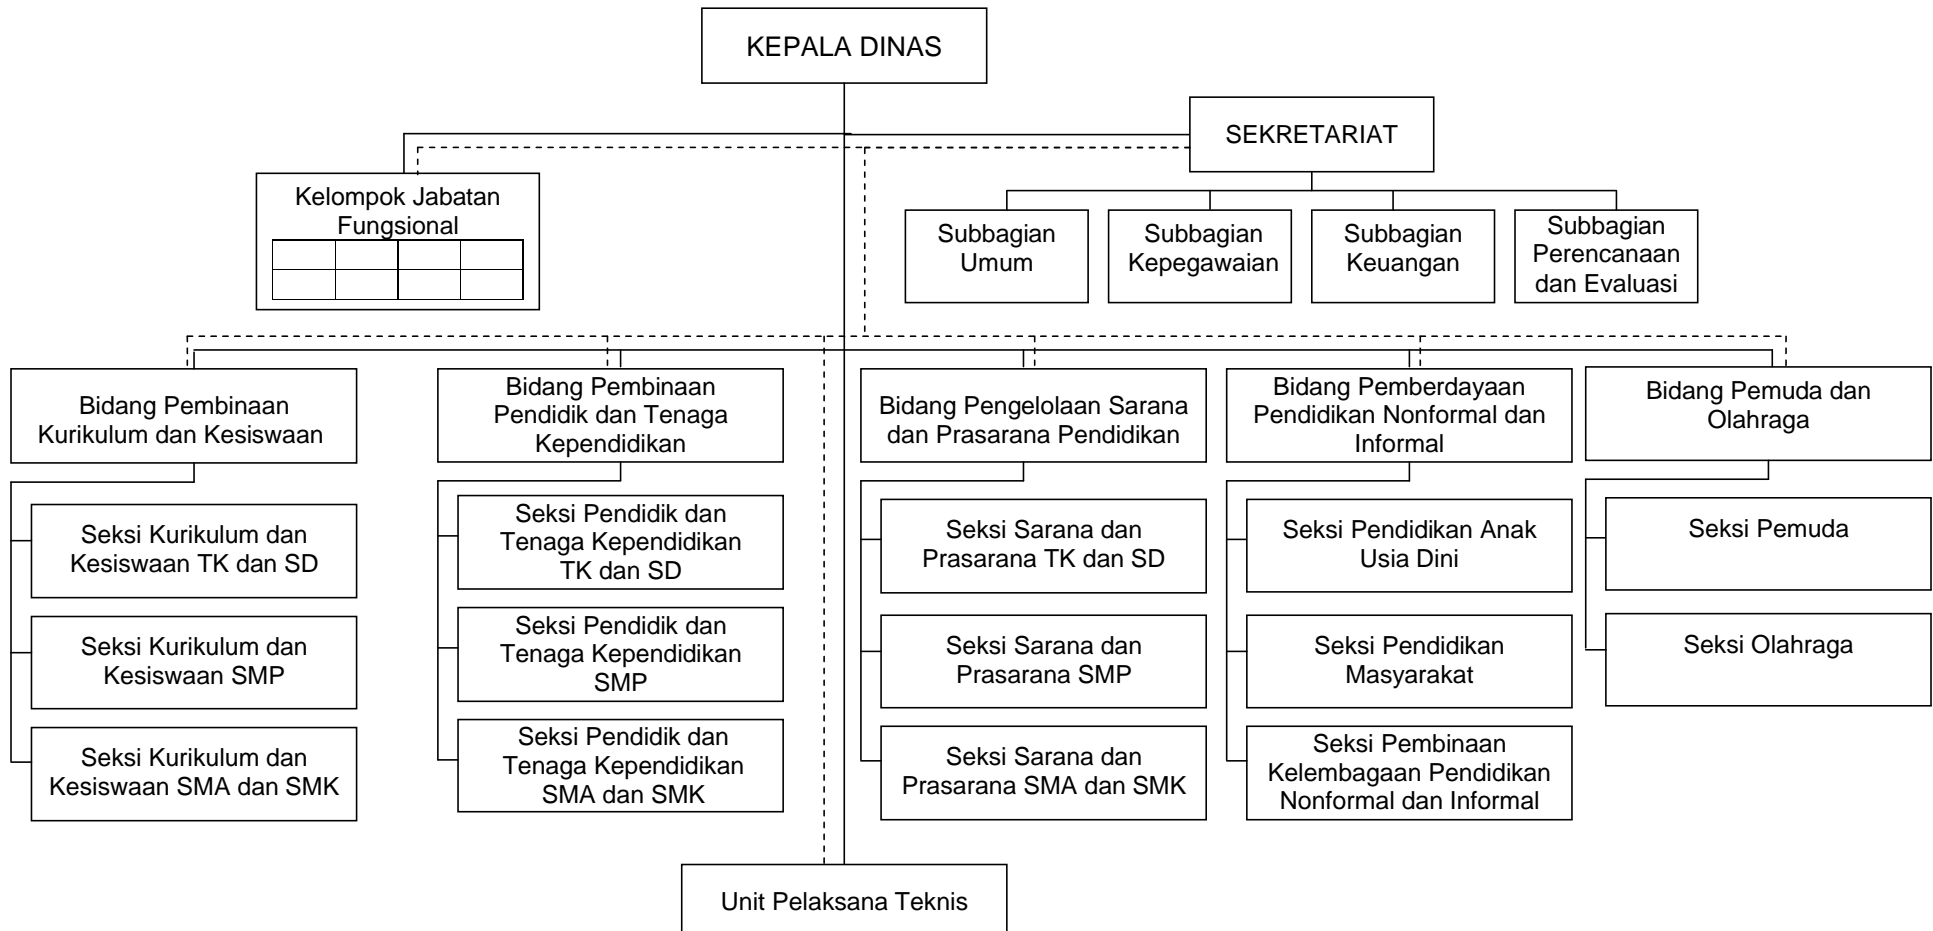 KEPALA DINAS
SEKRETARIAT
Kelompok Jabatan
Fungsional
Subbagian
Umum
Subbagian
Kepegawaian
Subbagian
Keuangan
Subbagian
Perencanaan
dan Evaluasi
Bidang Pembinaan
Kurikulum dan Kesiswaan
Bidang Pembinaan
Pendidik dan Tenaga
Kependidikan
Bidang Pengelolaan Sarana
dan Prasarana Pendidikan
Bidang Pemberdayaan
Pendidikan Nonformal dan
Informal
Bidang Pemuda dan
Olahraga
Seksi Kurikulum dan
Kesiswaan TK dan SD
Seksi Pendidik dan
Tenaga Kependidikan
TK dan SD
Seksi Sarana dan
Prasarana TK dan SD
Seksi Pendidikan Anak
Usia Dini
Seksi Pemuda
Seksi Kurikulum dan
Kesiswaan SMP
Seksi Pendidik dan
Tenaga Kependidikan
SMP
Seksi Sarana dan
Prasarana SMP
Seksi Pendidikan
Masyarakat
Seksi Olahraga
Seksi Kurikulum dan
Kesiswaan SMA dan SMK
Seksi Pendidik dan
Tenaga Kependidikan
SMA dan SMK
Seksi Sarana dan
Prasarana SMA dan SMK
Seksi Pembinaan
Kelembagaan Pendidikan
Nonformal dan Informal
Unit Pelaksana Teknis